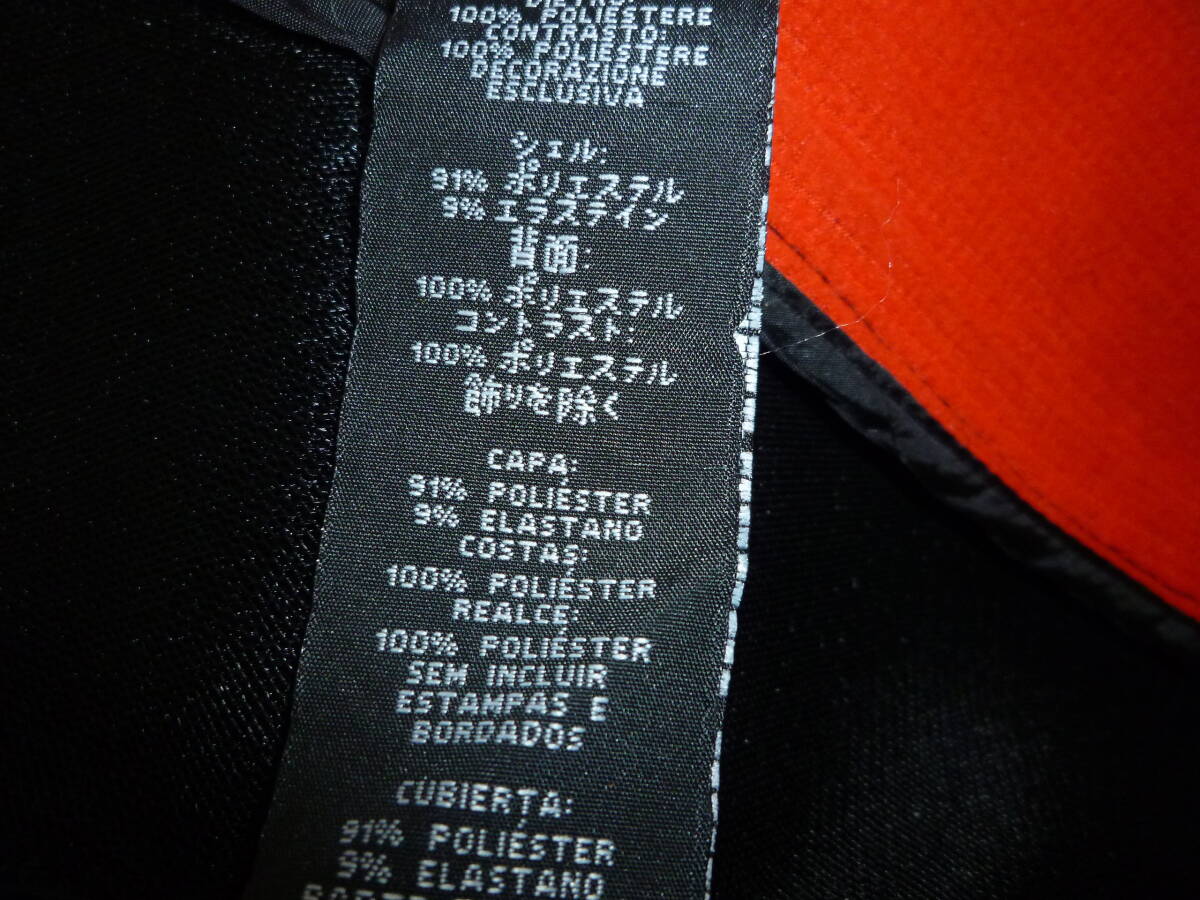 100% POLIESTERE
CONTRASTO:
100% POLIESTERE
DECORAZIONE
ESCLUSIVA
シェル:
91% ポリエステル
9% エラステイン
背面:
100% ポリエステル
コントラスト:
100% ポリエステル
飾りを除く
CAPA:
91% POLIÉSTER
9% ELASTANO
COSTAS:
100% POLIÉSTER
REALCE:
100% POLIÉSTER
SEM INCLUIR
ESTAMPAS E
BORDADOS
CUBIERTA:
91% POLIÉSTER
9% ELASTANO